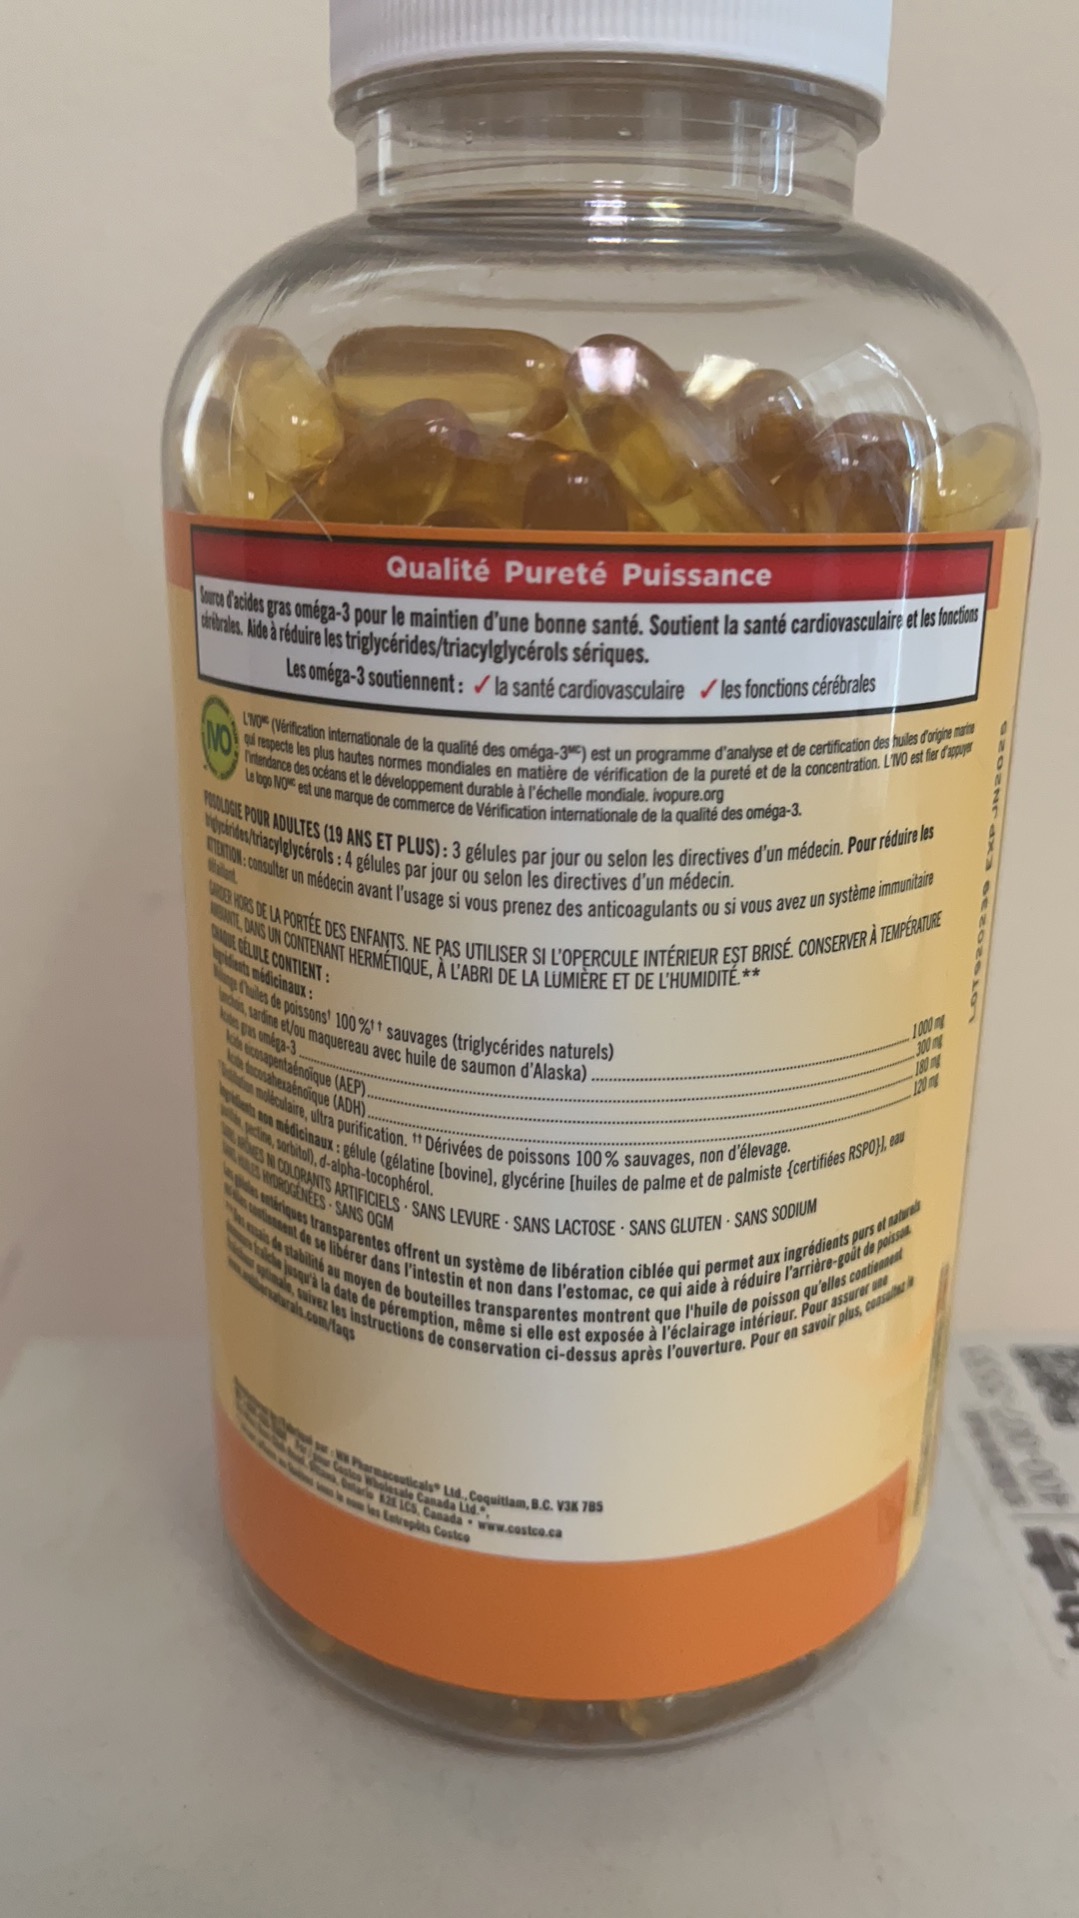 Qualité Pureté Puissance
Source d'acides gras oméga-3 pour le maintien d'une bonne santé. Soutient la santé cardiovasculaire et les fonctions
cérébrales. Aide à réduire les triglycérides/triacylglycérols sériques.
Les oméga-3 soutiennent : ✓ la santé cardiovasculaire ✓ les fonctions cérébrales
IVO
L'IVOᴹᶜ (Vérification internationale de la qualité des oméga-3ᴹᶜ) est un programme d'analyse et de certification des huiles d'origine marine
qui respecte les plus hautes normes mondiales en matière de vérification de la pureté et de la concentration. L'IVO est fier d'appuyer
l'intendance des océans et le développement durable à l'échelle mondiale. ivopure.org
Le logo IVOᴹᶜ est une marque de commerce de Vérification internationale de la qualité des oméga-3.
POSOLOGIE POUR ADULTES (19 ANS ET PLUS) : 3 gélules par jour ou selon les directives d'un médecin. Pour réduire les
triglycérides/triacylglycérols : 4 gélules par jour ou selon les directives d'un médecin.
ATTENTION : consulter un médecin avant l'usage si vous prenez des anticoagulants ou si vous avez un système immunitaire
défaillant.
GARDER HORS DE LA PORTÉE DES ENFANTS. NE PAS UTILISER SI L'OPERCULE INTÉRIEUR EST BRISÉ. CONSERVER À TEMPÉRATURE
AMBIANTE, DANS UN CONTENANT HERMÉTIQUE, À L'ABRI DE LA LUMIÈRE ET DE L'HUMIDITÉ.**
CHAQUE GÉLULE CONTIENT :
Ingrédients médicinaux :
Mélange d'huiles de poissons† 100 %†† sauvages (triglycérides naturels)
(anchois, sardine et/ou maquereau avec huile de saumon d'Alaska) 1 000 mg
Acides gras oméga-3 300 mg
Acide eicosapentaénoïque (AEP) 180 mg
Acide docosahexaénoïque (ADH) 120 mg
†Distillation moléculaire, ultra purification. ††Dérivées de poissons 100 % sauvages, non d'élevage.
Ingrédients non médicinaux : gélule (gélatine [bovine], glycérine [huiles de palme et de palmiste {certifiées RSPO}], eau
purifiée, pectine, sorbitol), d-alpha-tocophérol.
SANS ARÔMES NI COLORANTS ARTIFICIELS · SANS LEVURE · SANS LACTOSE · SANS GLUTEN · SANS SODIUM
SANS HUILES HYDROGÉNÉES · SANS OGM
Les gélules entériques transparentes offrent un système de libération ciblée qui permet aux ingrédients purs et naturels
qu'elles contiennent de se libérer dans l'intestin et non dans l'estomac, ce qui aide à réduire l'arrière-goût de poisson.
**Des essais de stabilité au moyen de bouteilles transparentes montrent que l'huile de poisson qu'elles contiennent
demeure fraîche jusqu'à la date de péremption, même si elle est exposée à l'éclairage intérieur. Pour assurer une
fraîcheur optimale, suivez les instructions de conservation ci-dessus après l'ouverture. Pour en savoir plus, consultez le
www.webbernaturals.com/faqs
Fabriqué par : WN Pharmaceuticals® Ltd., Coquitlam, B.C. V3K 7B5
Pour Costco Wholesale Canada Ltd.*,
Ottawa, Ontario K2E 1C5, Canada • www.costco.ca
sous le nom les Entrepôts Costco